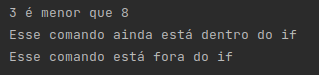 3 é menor que 8
Esse comando ainda está dentro do if
Esse comando está fora do if